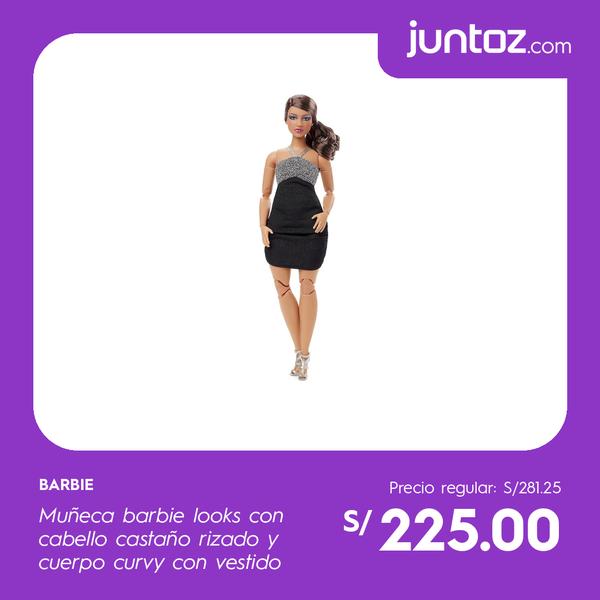 juntoz.com
BARBIE
Muñeca barbie looks con
cabello castaño rizado y
cuerpo curvy con vestido
Precio regular: S/281.25
S/225.00